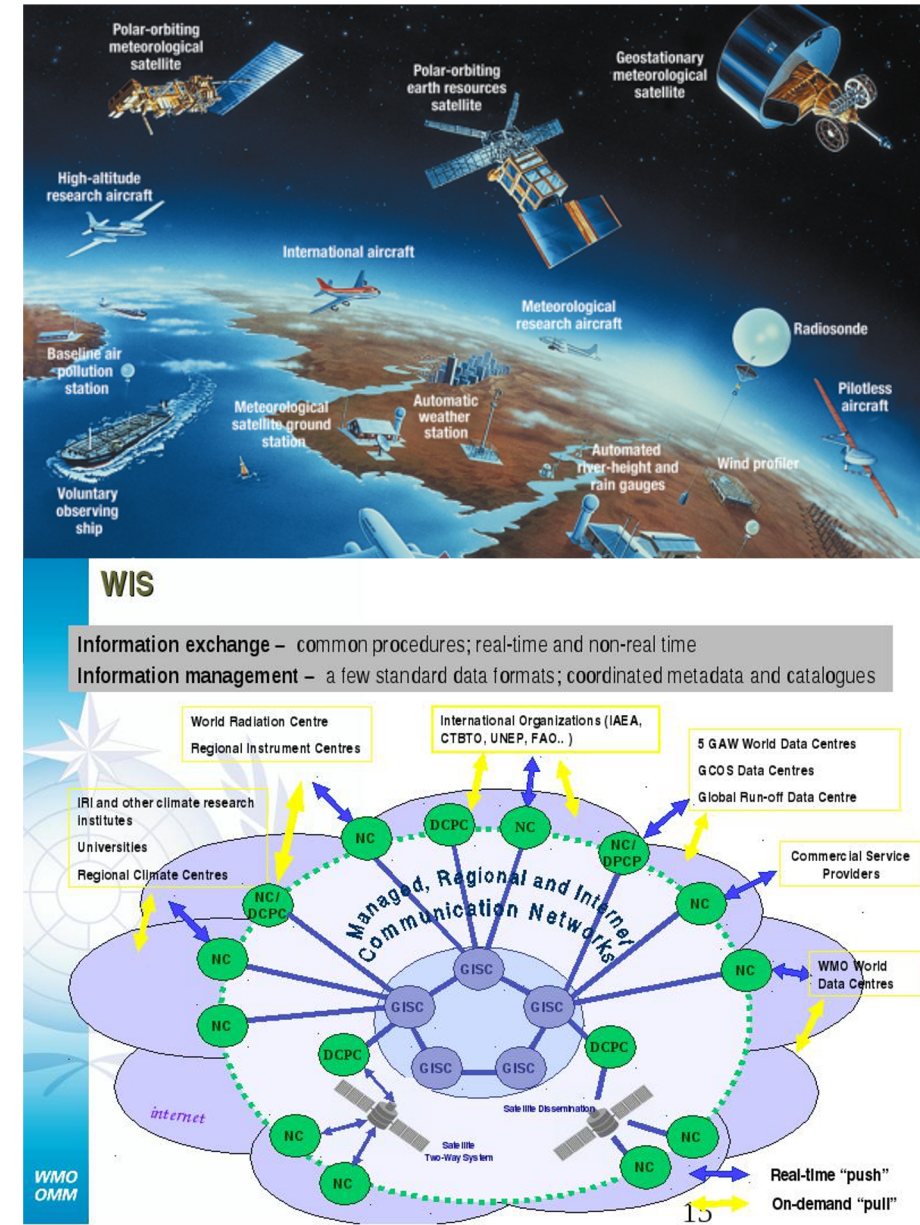 Polar-orbiting
meteorological
satellite
Polar-orbiting
earth resources
satellite
Geostationary
meteorological
satellite
High-altitude
research aircraft
International aircraft
Meteorological
research aircraft
Radiosonde
Baseline air
pollution
station
Pilotless
aircraft
Meteorological
satellite ground
station
Automatic
weather
station
Automated
river-height and
rain gauges
Wind profiler
Voluntary
observing
ship
WIS
Information exchange – common procedures; real-time and non-real time
Information management – a few standard data formats; coordinated metadata and catalogues
World Radiation Centre
Regional Instrument Centres
International Organizations (IAEA,
CTBTO, UNEP, FAO.. )
5 GAW World Data Centres
GCOS Data Centres
Global Run-off Data Centre
IRI and other climate research
institutes
Universities
Regional Climate Centres
Commercial Service
Providers
WMO World
Data Centres
NC
DCPC
NC
NC/
DPCP
NC/
DCPC
NC
Managed, Regional and Internet
Communication Networks
NC
NC
GISC
GISC
GISC
NC
DCPC
DCPC
GISC
GISC
internet
Satellite Dissemination
NC
NC
Satellite
Two-Way System
NC
NC
WMO
OMM
Real-time “push”
On-demand “pull”
15